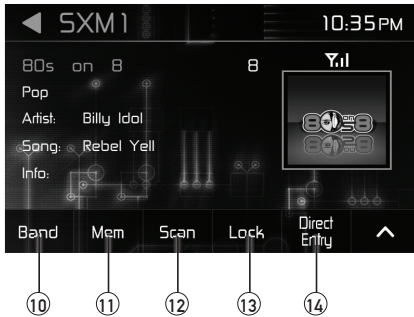 SXM1 10:35PM
80s on 8 8
Pop
Artist: Billy Idol
Song: Rebel Yell
Info:
Band Mem Scan Lock Direct Entry
10 11 12 13 14